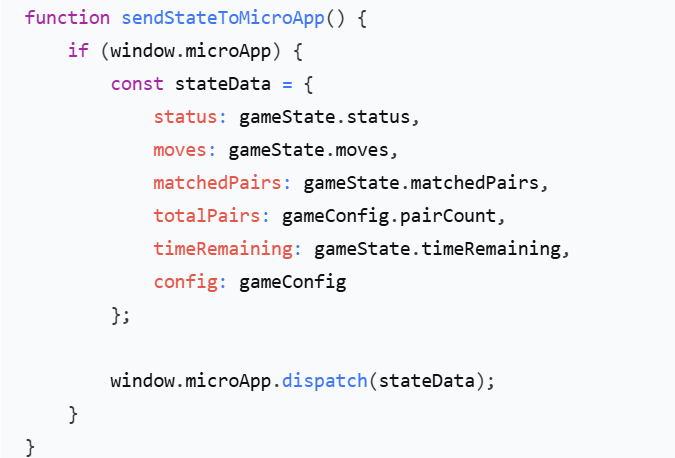 function sendStateToMicroApp() {
    if (window.microApp) {
        const stateData = {
            status: gameState.status,
            moves: gameState.moves,
            matchedPairs: gameState.matchedPairs,
            totalPairs: gameConfig.pairCount,
            timeRemaining: gameState.timeRemaining,
            config: gameConfig
        };

        window.microApp.dispatch(stateData);
    }
}